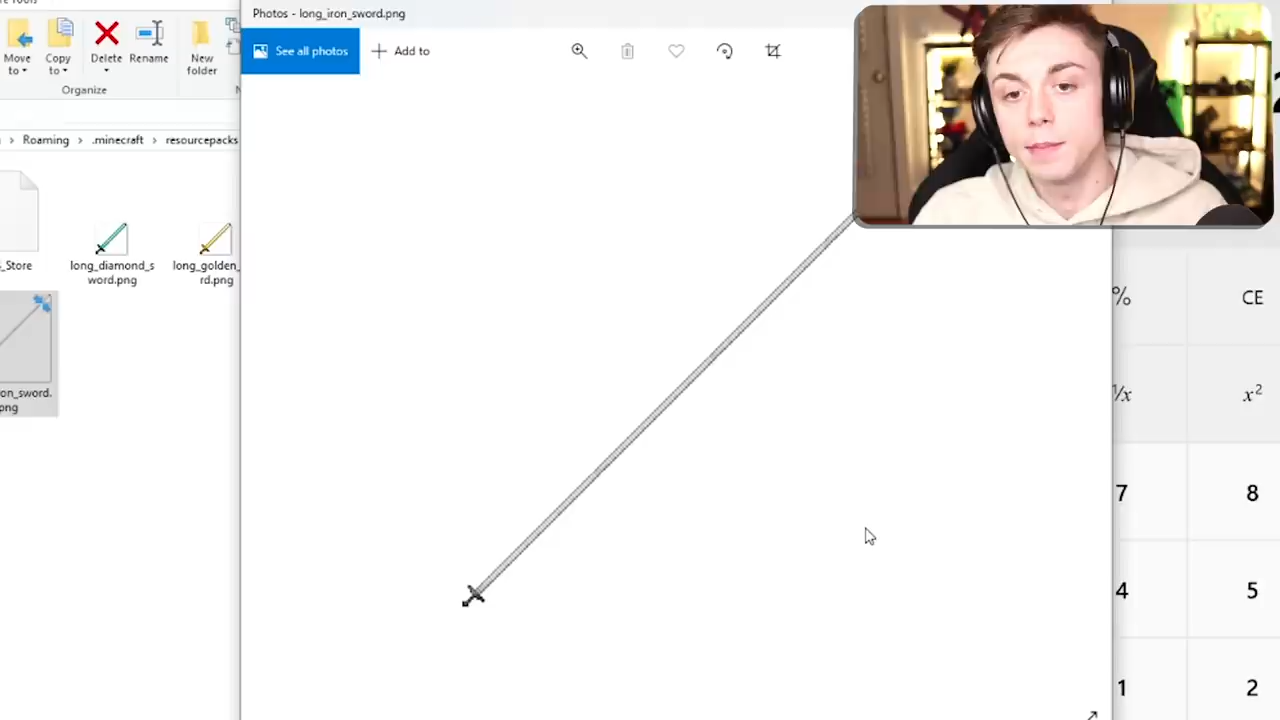 Photos - long_iron_sword.png
See all photos
Add to
Move to
Copy to
Delete
Rename
New folder
Organize
Roaming > .minecraft > resourcepacks
long_diamond_s
word.png
long_golden_
rd.png
_Store
on_sword.
png
%
CE
¹/x
x²
7
8
4
5
1
2